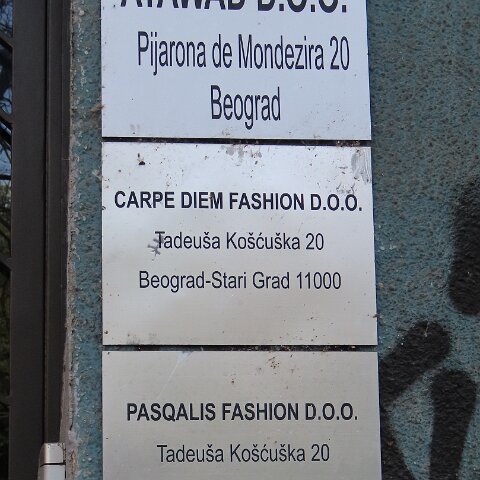 ATAWAD D.O.O.
Pijarona de Mondezira 20
Beograd
CARPE DIEM FASHION D.O.O.
Tadeuša Košćuška 20
Beograd-Stari Grad 11000
PASQALIS FASHION D.O.O.
Tadeuša Košćuška 20